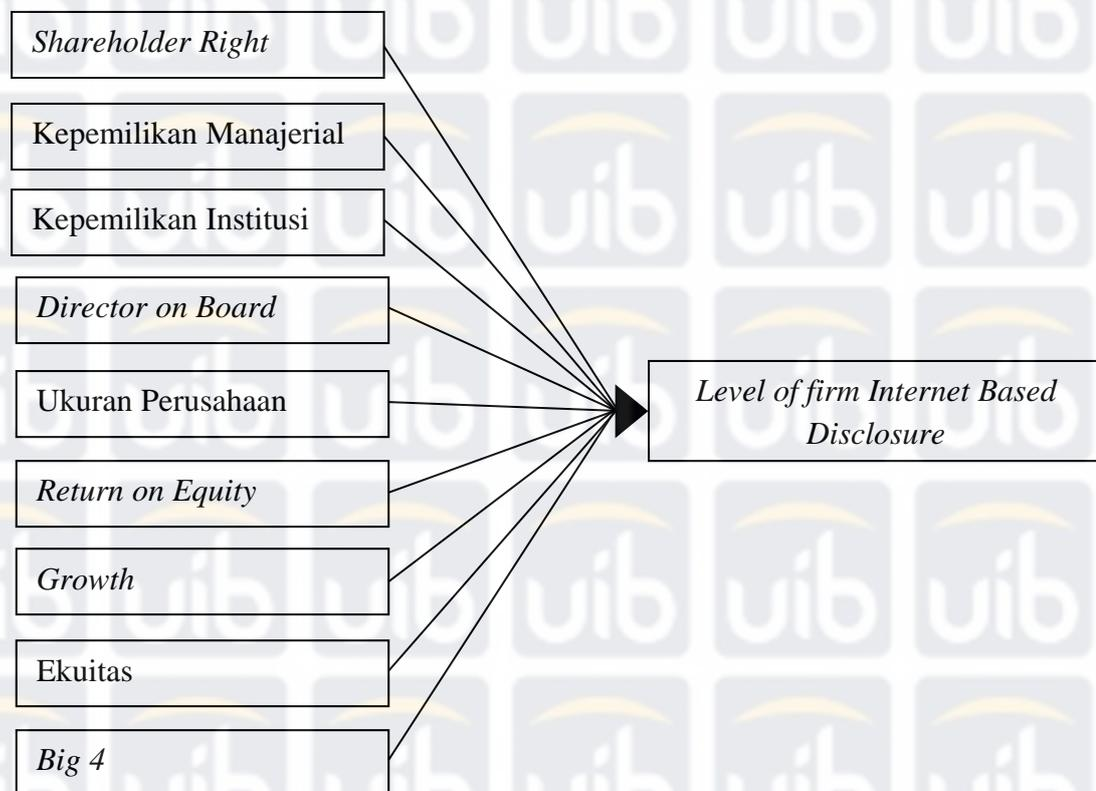 Shareholder Right
Kepemilikan Manajerial
Kepemilikan Institusi
Director on Board
Ukuran Perusahaan
Return on Equity
Growth
Ekuitas
Big 4
Level of firm Internet Based
Disclosure